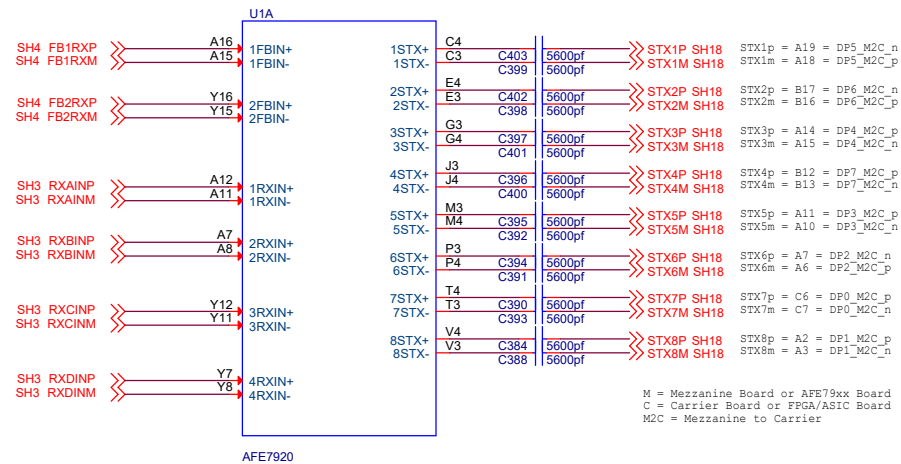 U1A
SH4 FB1RXP A16 1FBIN+ 1STX+ C4 C403 5600pf STX1P SH18 STX1p = A19 = DP5_M2C_n
SH4 FB1RXM A15 1FBIN- 1STX- C3 C399 5600pf STX1M SH18 STX1m = A18 = DP5_M2C_p
SH4 FB2RXP Y16 2FBIN+ 2STX+ E4 C402 5600pf STX2P SH18 STX2p = B17 = DP6_M2C_n
SH4 FB2RXM Y15 2FBIN- 2STX- E3 C398 5600pf STX2M SH18 STX2m = B16 = DP6_M2C_p
3STX+ G3 C397 5600pf STX3P SH18 STX3p = A14 = DP4_M2C_p
3STX- G4 C401 5600pf STX3M SH18 STX3m = A15 = DP4_M2C_n
SH3 RXAINP A12 1RXIN+ 4STX+ J3 C396 5600pf STX4P SH18 STX4p = B12 = DP7_M2C_p
SH3 RXAINM A11 1RXIN- 4STX- J4 C400 5600pf STX4M SH18 STX4m = B13 = DP7_M2C_n
SH3 RXBINP A7 2RXIN+ 5STX+ M3 C395 5600pf STX5P SH18 STX5p = A11 = DP3_M2C_p
SH3 RXBINM A8 2RXIN- 5STX- M4 C392 5600pf STX5M SH18 STX5m = A10 = DP3_M2C_n
6STX+ P3 C394 5600pf STX6P SH18 STX6p = A7 = DP2_M2C_n
6STX- P4 C391 5600pf STX6M SH18 STX6m = A6 = DP2_M2C_p
SH3 RXCINP Y12 3RXIN+ 7STX+ T4 C390 5600pf STX7P SH18 STX7p = C6 = DP0_M2C_p
SH3 RXCINM Y11 3RXIN- 7STX- T3 C393 5600pf STX7M SH18 STX7m = C7 = DP0_M2C_n
8STX+ V4 C384 5600pf STX8P SH18 STX8p = A2 = DP1_M2C_p
8STX- V3 C388 5600pf STX8M SH18 STX8m = A3 = DP1_M2C_n
SH3 RXDINP Y7 4RXIN+
SH3 RXDINM Y8 4RXIN-
M = Mezzanine Board or AFE79xx Board
C = Carrier Board or FPGA/ASIC Board
M2C = Mezzanine to Carrier
AFE7920